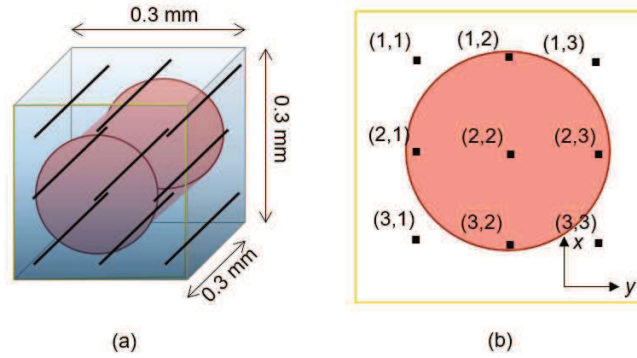 0.3 mm
0.3 mm
0.3 mm
(a)
(1,1) (1,2) (1,3)
(2,1) (2,2) (2,3)
(3,1) (3,2) (3,3)
x
y
(b)